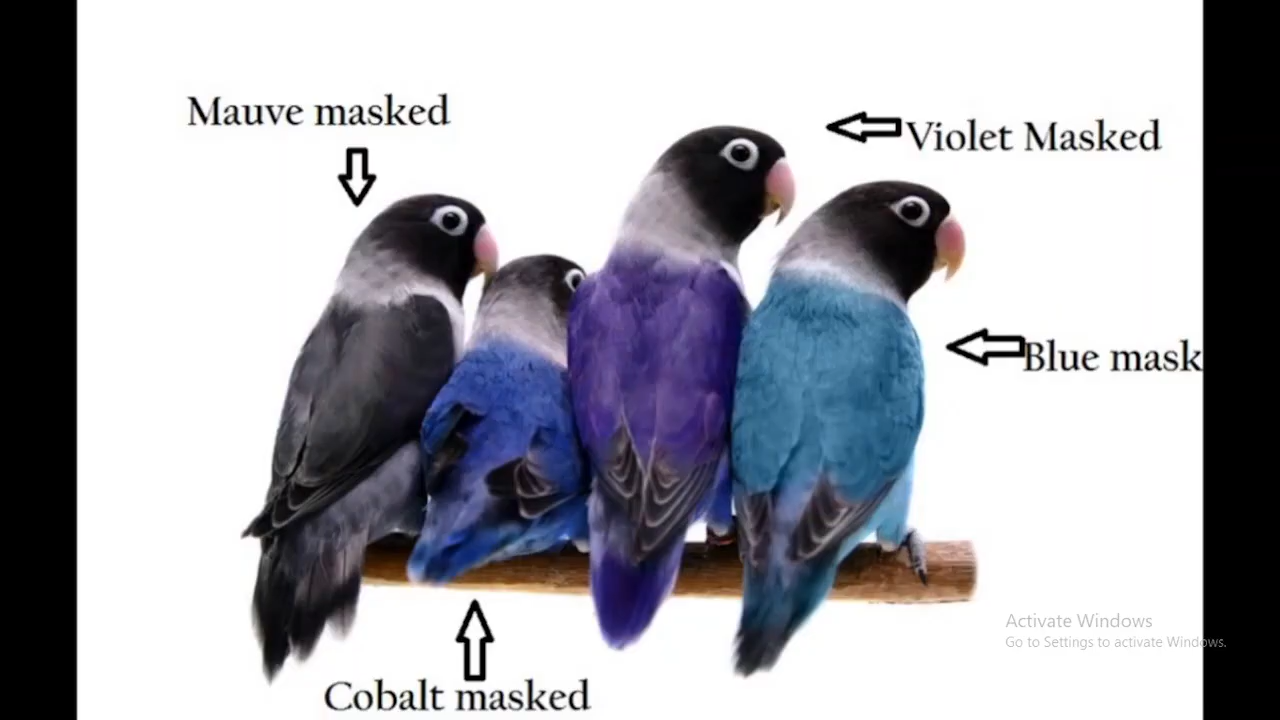 Mauve masked
Violet Masked
Blue mask
Cobalt masked
Activate Windows
Go to Settings to activate Windows.